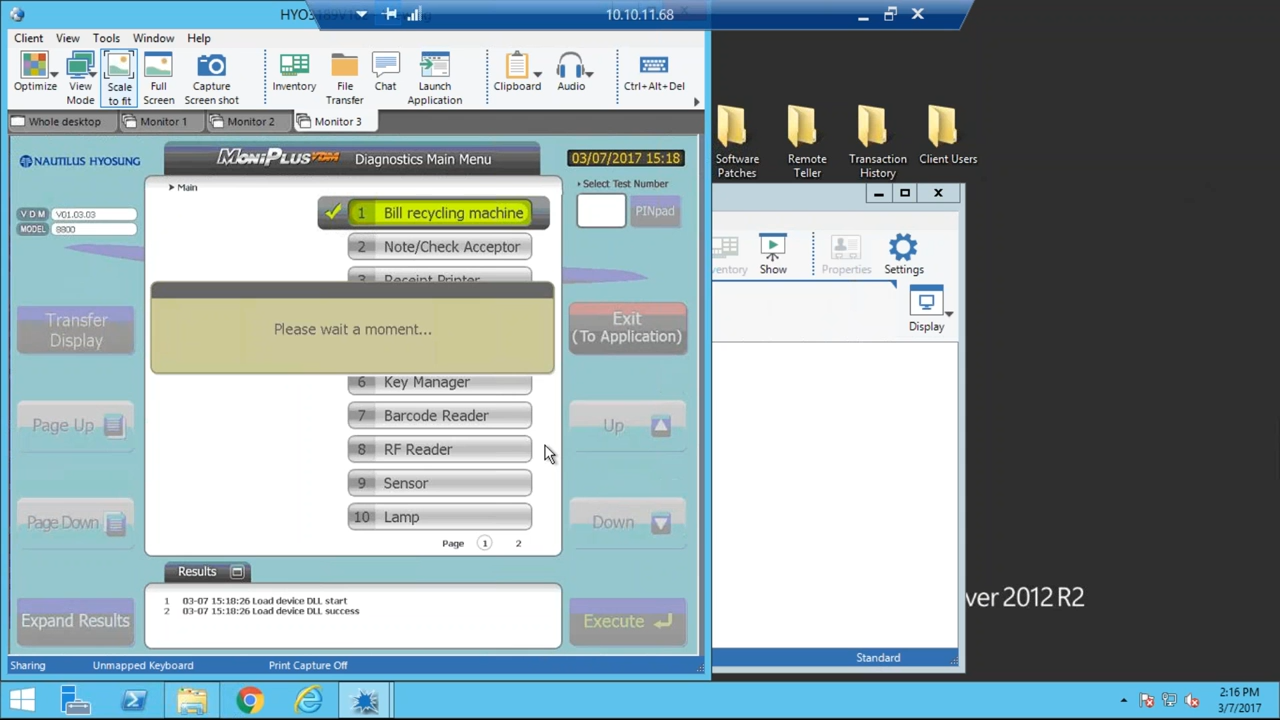 HYO3189V
10.10.11.68
Client View Tools Window Help
Optimize
View Mode
Scale to fit
Full Screen
Capture Screen shot
Inventory
File Transfer
Chat
Launch Application
Clipboard
Audio
Ctrl+Alt+Del
Whole desktop
Monitor 1
Monitor 2
Monitor 3
NAUTILUS HYOSUNG
MoniPlus VDM
Diagnostics Main Menu
03/07/2017 15:18
Main
Select Test Number
PINpad
V D M V01.03.03
MODEL 8800
1 Bill recycling machine
2 Note/Check Acceptor
3 Receipt Printer
Please wait a moment...
6 Key Manager
7 Barcode Reader
8 RF Reader
9 Sensor
10 Lamp
Page 1 2
Transfer Display
Page Up
Page Down
Expand Results
Exit
(To Application)
Up
Down
Execute
Results
1 03-07 15:18:26 Load device DLL start
2 03-07 15:18:26 Load device DLL success
Sharing
Unmapped Keyboard
Print Capture Off
Software Patches
Remote Teller
Transaction History
Client Users
ventory
Show
Properties
Settings
Display
Standard
ver 2012 R2
2:16 PM
3/7/2017